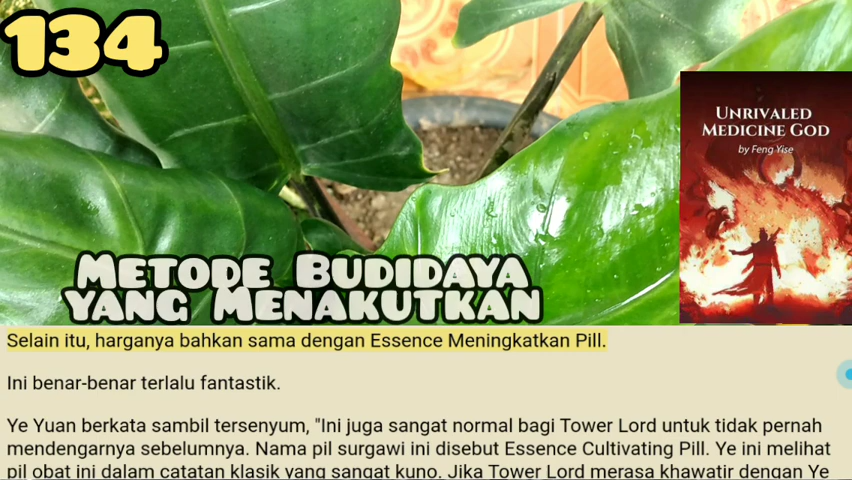 134
UNRIVALED
MEDICINE GOD
by Feng Yise
METODE BUDIDAYA
YANG MENAKUTKAN
Selain itu, harganya bahkan sama dengan Essence Meningkatkan Pill.
Ini benar-benar terlalu fantastik.
Ye Yuan berkata sambil tersenyum, "Ini juga sangat normal bagi Tower Lord untuk tidak pernah
mendengarnya sebelumnya. Nama pil surgawi ini disebut Essence Cultivating Pill. Ye ini melihat
pil obat ini dalam catatan klasik yang sangat kuno. Jika Tower Lord merasa khawatir dengan Ye